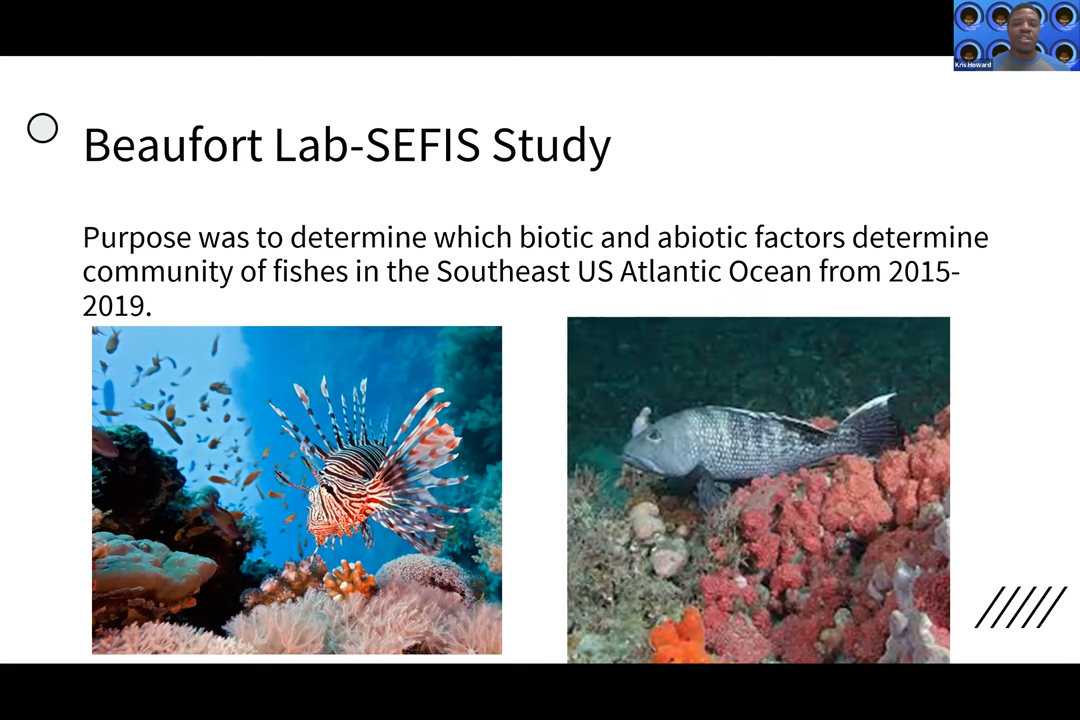 Kris Howard
Beaufort Lab-SEFIS Study
Purpose was to determine which biotic and abiotic factors determine
community of fishes in the Southeast US Atlantic Ocean from 2015-
2019.